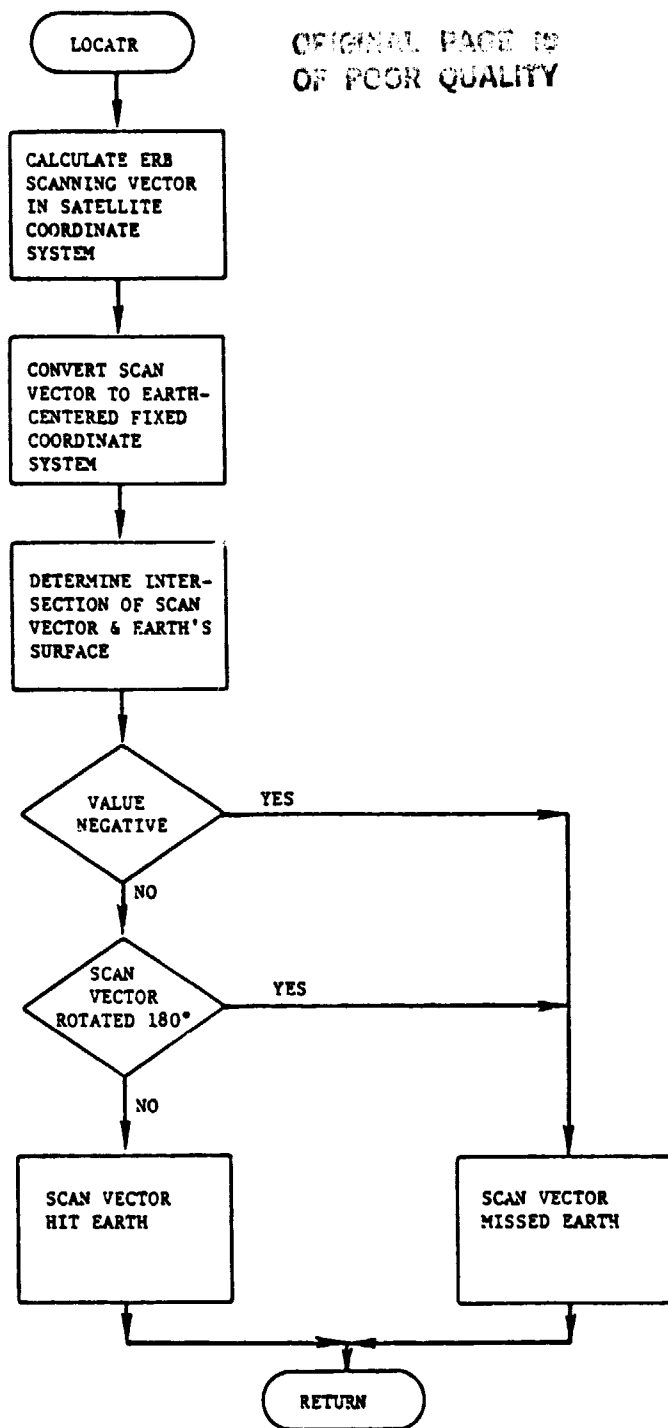 LOCATR
ORIGINAL PAGE IS
OF POOR QUALITY
CALCULATE ERB
SCANNING VECTOR
IN SATELLITE
COORDINATE
SYSTEM
CONVERT SCAN
VECTOR TO EARTH-
CENTERED FIXED
COORDINATE
SYSTEM
DETERMINE INTER-
SECTION OF SCAN
VECTOR & EARTH'S
SURFACE
VALUE
NEGATIVE
YES
NO
SCAN
VECTOR
ROTATED 180°
YES
NO
SCAN VECTOR
HIT EARTH
SCAN VECTOR
MISSED EARTH
RETURN